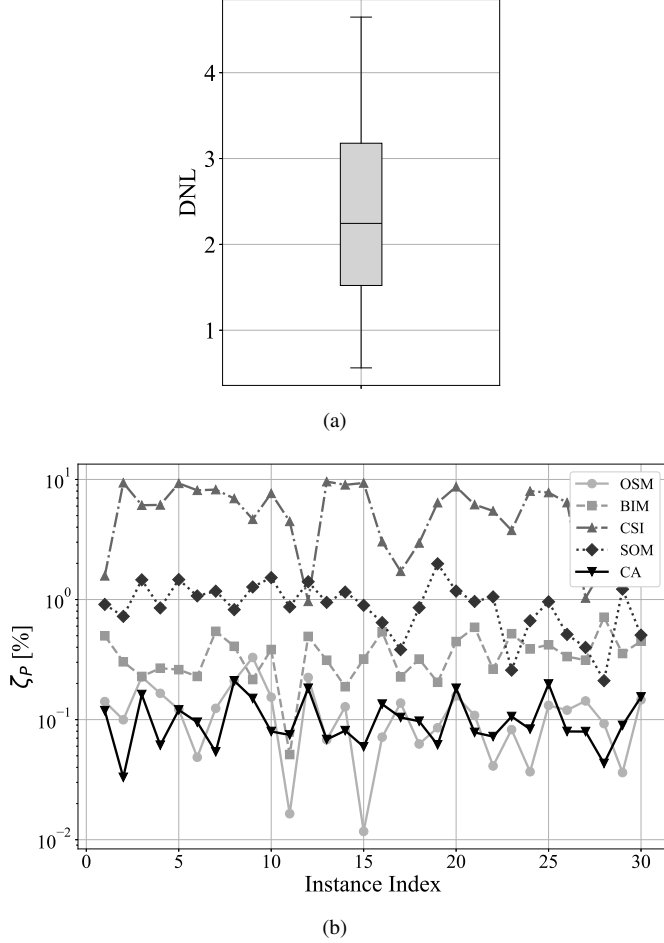 4
3
DNL
2
1
(a)
10¹
OSM
BIM
CSI
SOM
CA
10⁰
ζ_P [%]
10⁻¹
10⁻²
0 5 10 15 20 25 30
Instance Index
(b)